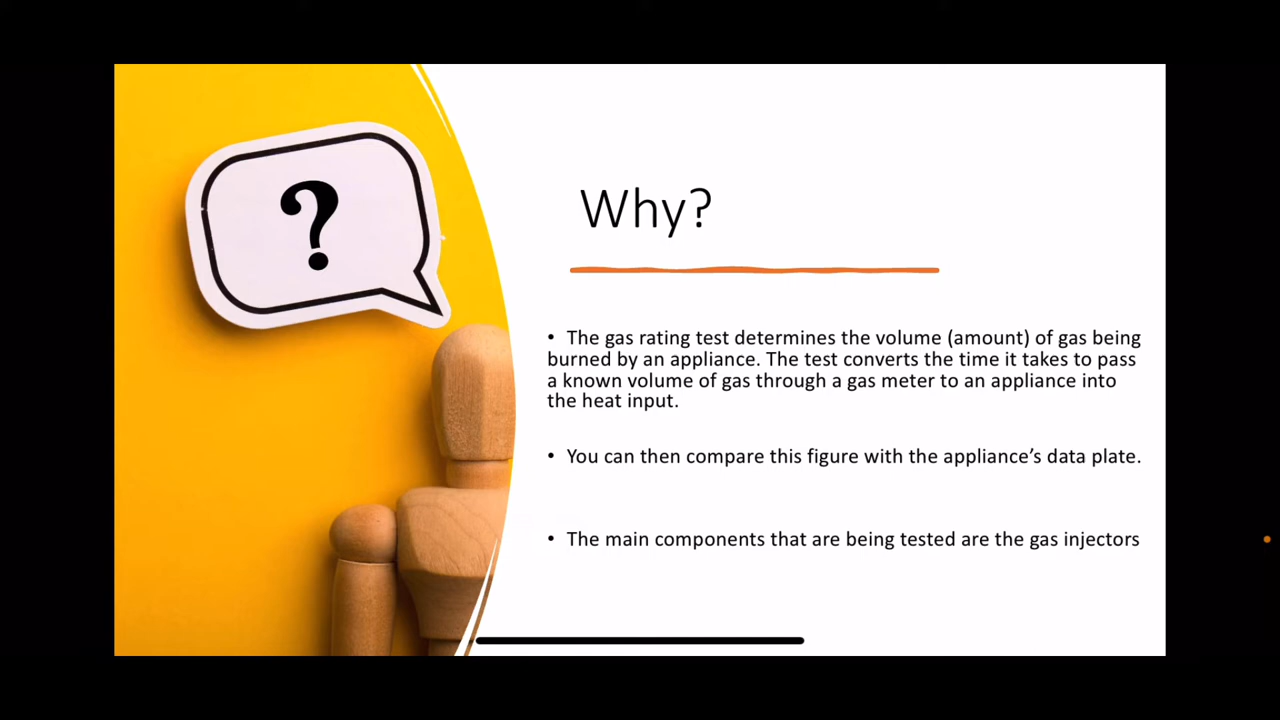 ?
Why?
• The gas rating test determines the volume (amount) of gas being
burned by an appliance. The test converts the time it takes to pass
a known volume of gas through a gas meter to an appliance into
the heat input.
• You can then compare this figure with the appliance’s data plate.
• The main components that are being tested are the gas injectors